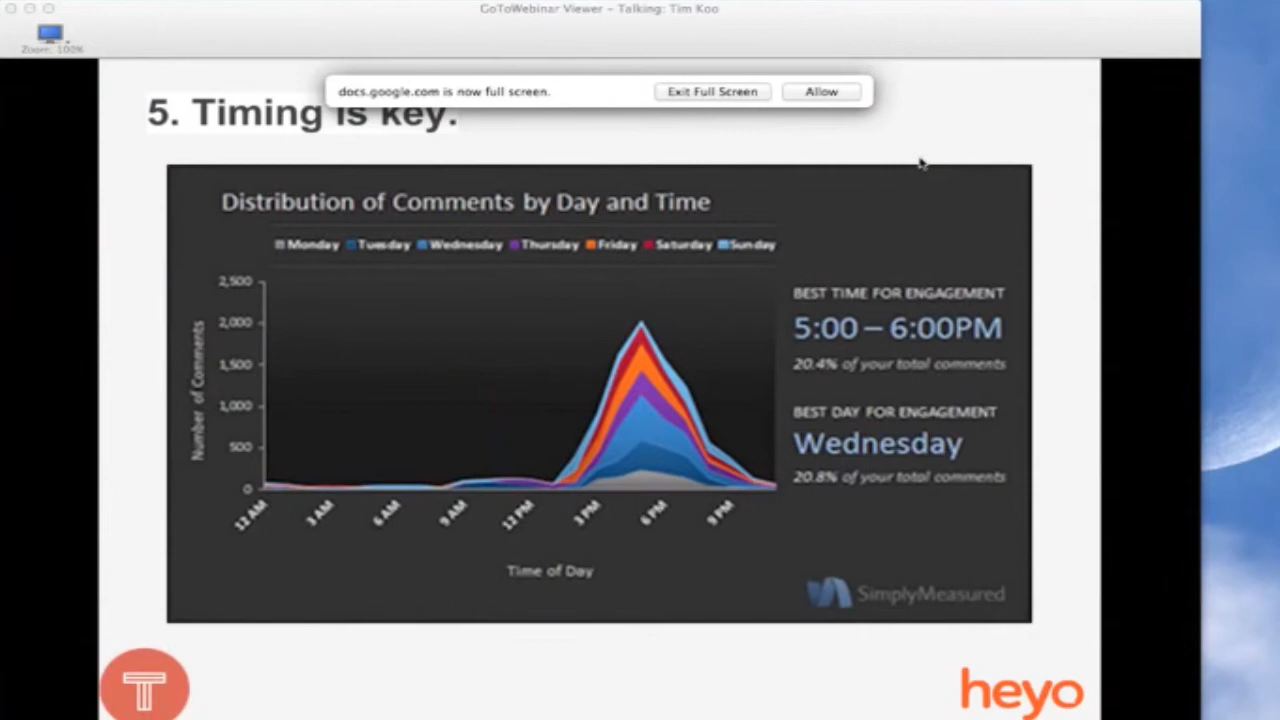 GoToWebinar Viewer – Talking: Tim Koo
Zoom: 100%
docs.google.com is now full screen.
Exit Full Screen
Allow
5. Timing is key.
Distribution of Comments by Day and Time
Monday Tuesday Wednesday Thursday Friday Saturday Sunday
2,500
2,000
1,500
1,000
500
0
Number of Comments
12 AM 3 AM 6 AM 9 AM 12 PM 3 PM 6 PM 9 PM
Time of Day
BEST TIME FOR ENGAGEMENT
5:00 – 6:00PM
20.4% of your total comments
BEST DAY FOR ENGAGEMENT
Wednesday
20.8% of your total comments
SimplyMeasured
T
heyo